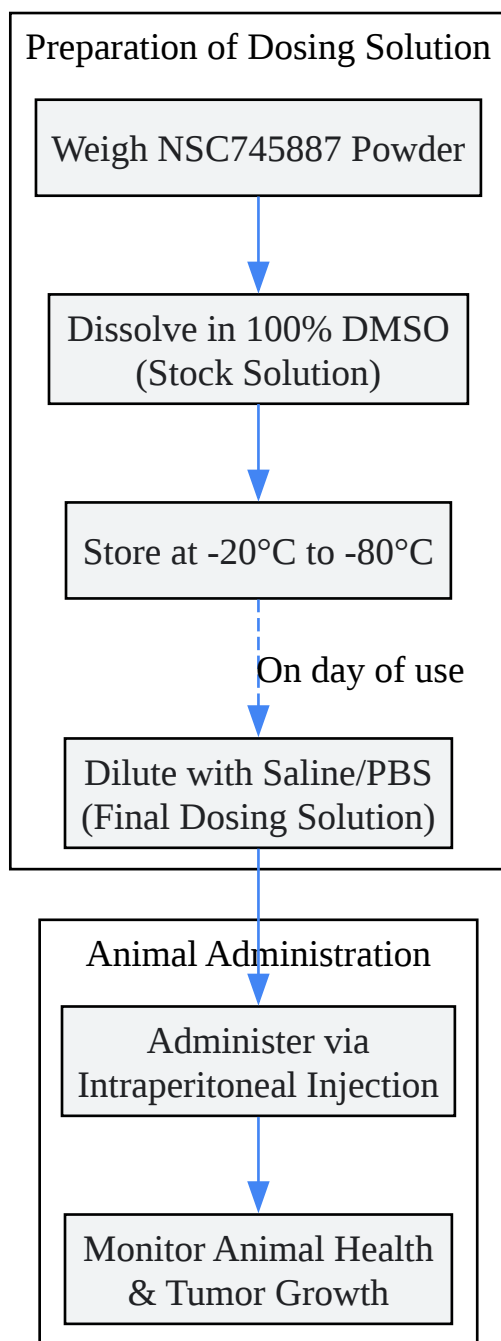 Preparation of Dosing Solution
Weigh NSC745887 Powder
Dissolve in 100% DMSO
(Stock Solution)
Store at -20°C to -80°C
On day of use
Dilute with Saline/PBS
(Final Dosing Solution)
Animal Administration
Administer via
Intraperitoneal Injection
Monitor Animal Health
& Tumor Growth